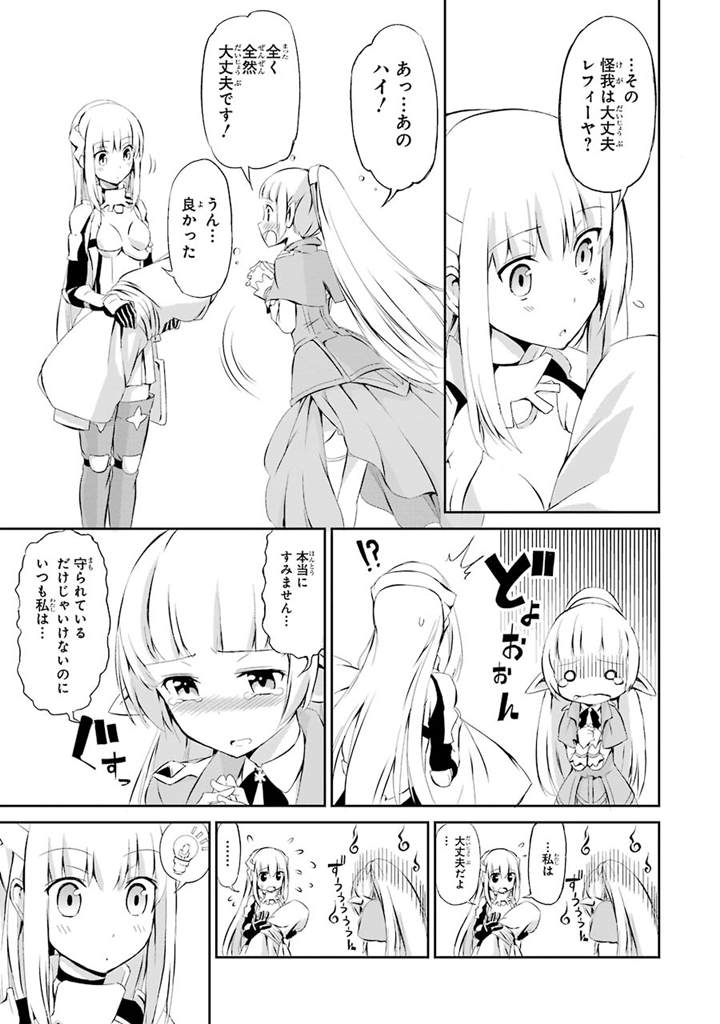 …その
怪我は大丈夫
レフィーヤ?
あっ…あの
ハイ!
全く
全然
大丈夫です!
うん…
良かった
どよおおん
!?
本当に
すみません…
守られている
だけじゃいけないのに
いつも私は…
ぐすっ
…私は
大丈夫だよ
ずううううん
………
ずううううん